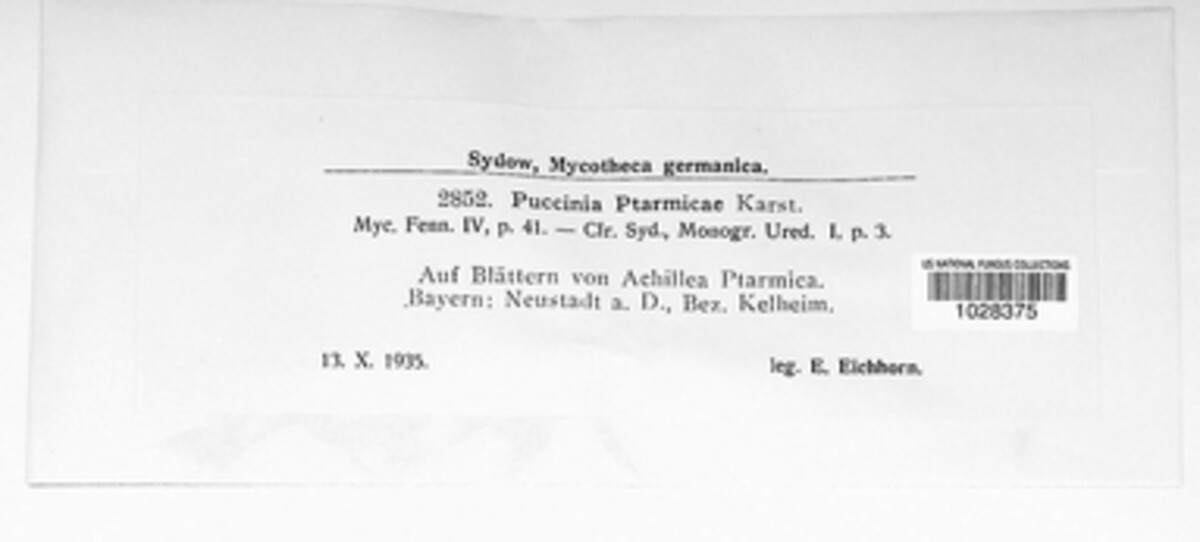 Sydow, Mycotheca germanica.
2852. Puccinia Ptarmicae Karst.
Myc. Fenn. IV, p. 41. — Cfr. Syd., Monogr. Ured. I, p. 3.
Auf Blättern von Achillea Ptarmica.
Bayern: Neustadt a. D., Bez. Kelheim.
US NATIONAL FUNGUS COLLECTIONS
1028375
13. X. 1935.
leg. E. Eichhorn.